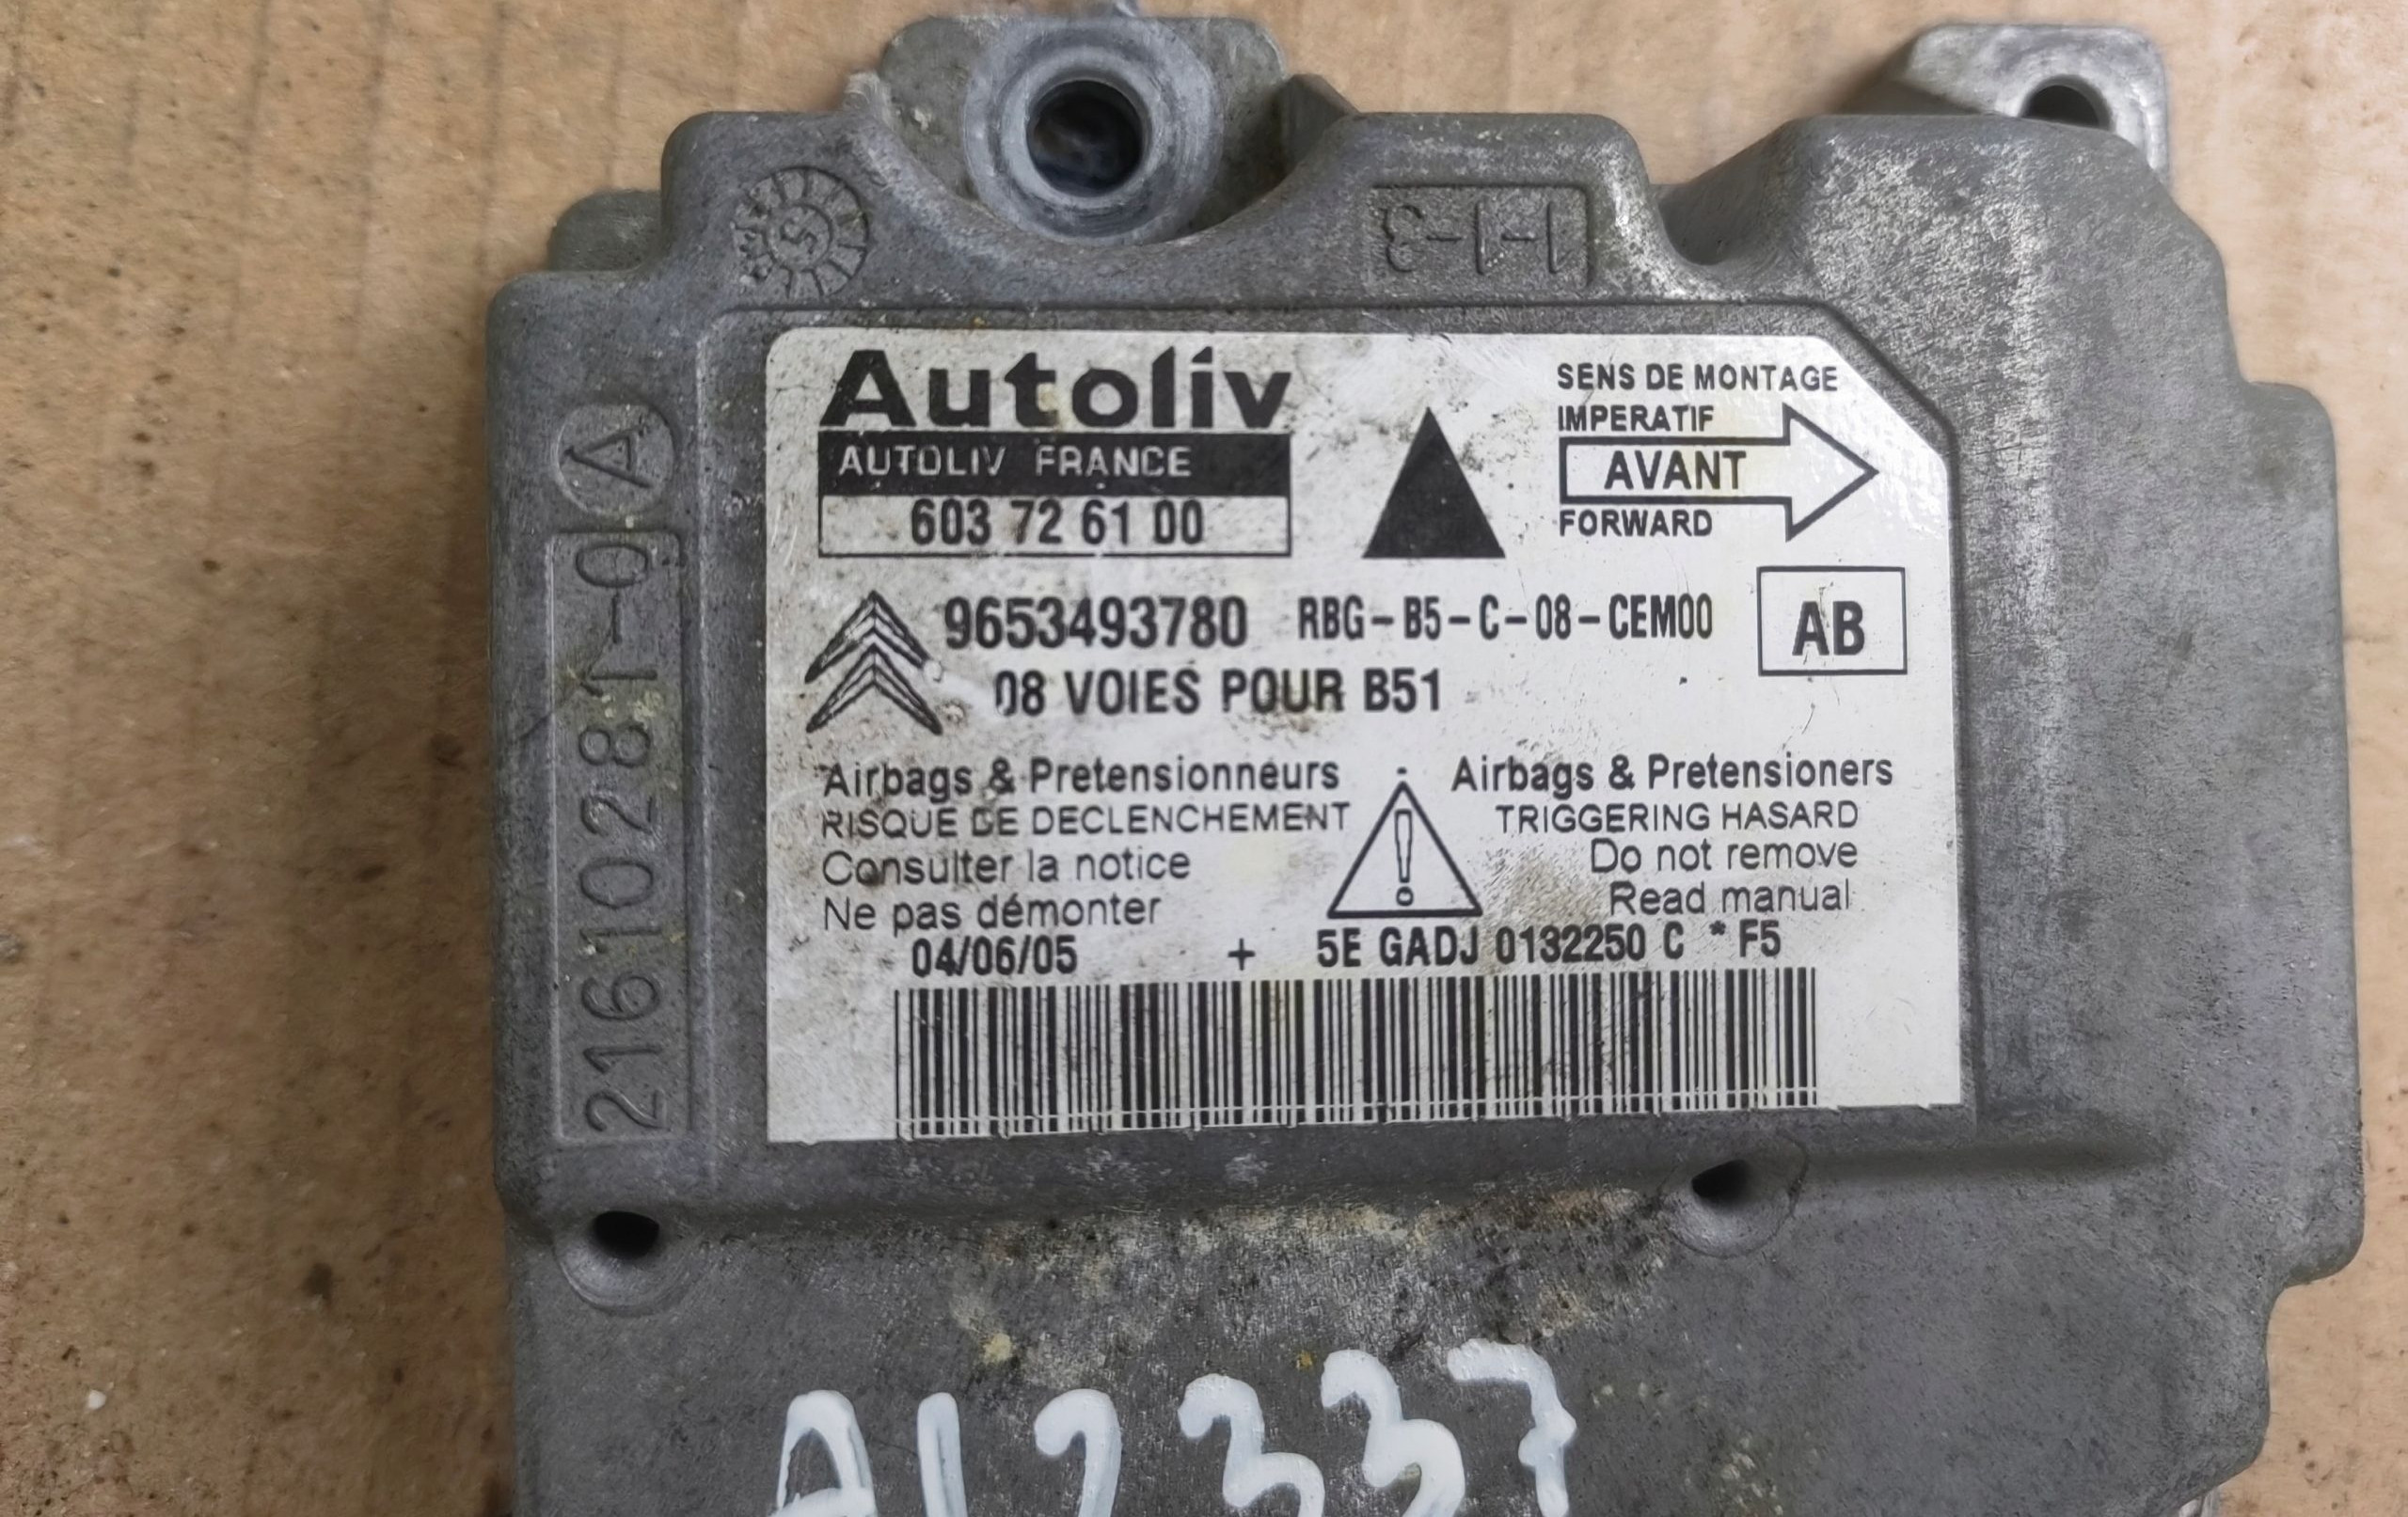 1-1-3
S
A
21610281-0
Autoliv
AUTOLIV FRANCE
603 72 61 00
SENS DE MONTAGE
IMPERATIF
AVANT
FORWARD
9653493780 RBG-B5-C-08-CEM00
AB
08 VOIES POUR B51
Airbags & Pretensionneurs
RISQUE DE DECLENCHEMENT
Consulter la notice
Ne pas démonter
Airbags & Pretensioners
TRIGGERING HASARD
Do not remove
Read manual
04/06/05 + 5E GADJ 0132250 C * F5